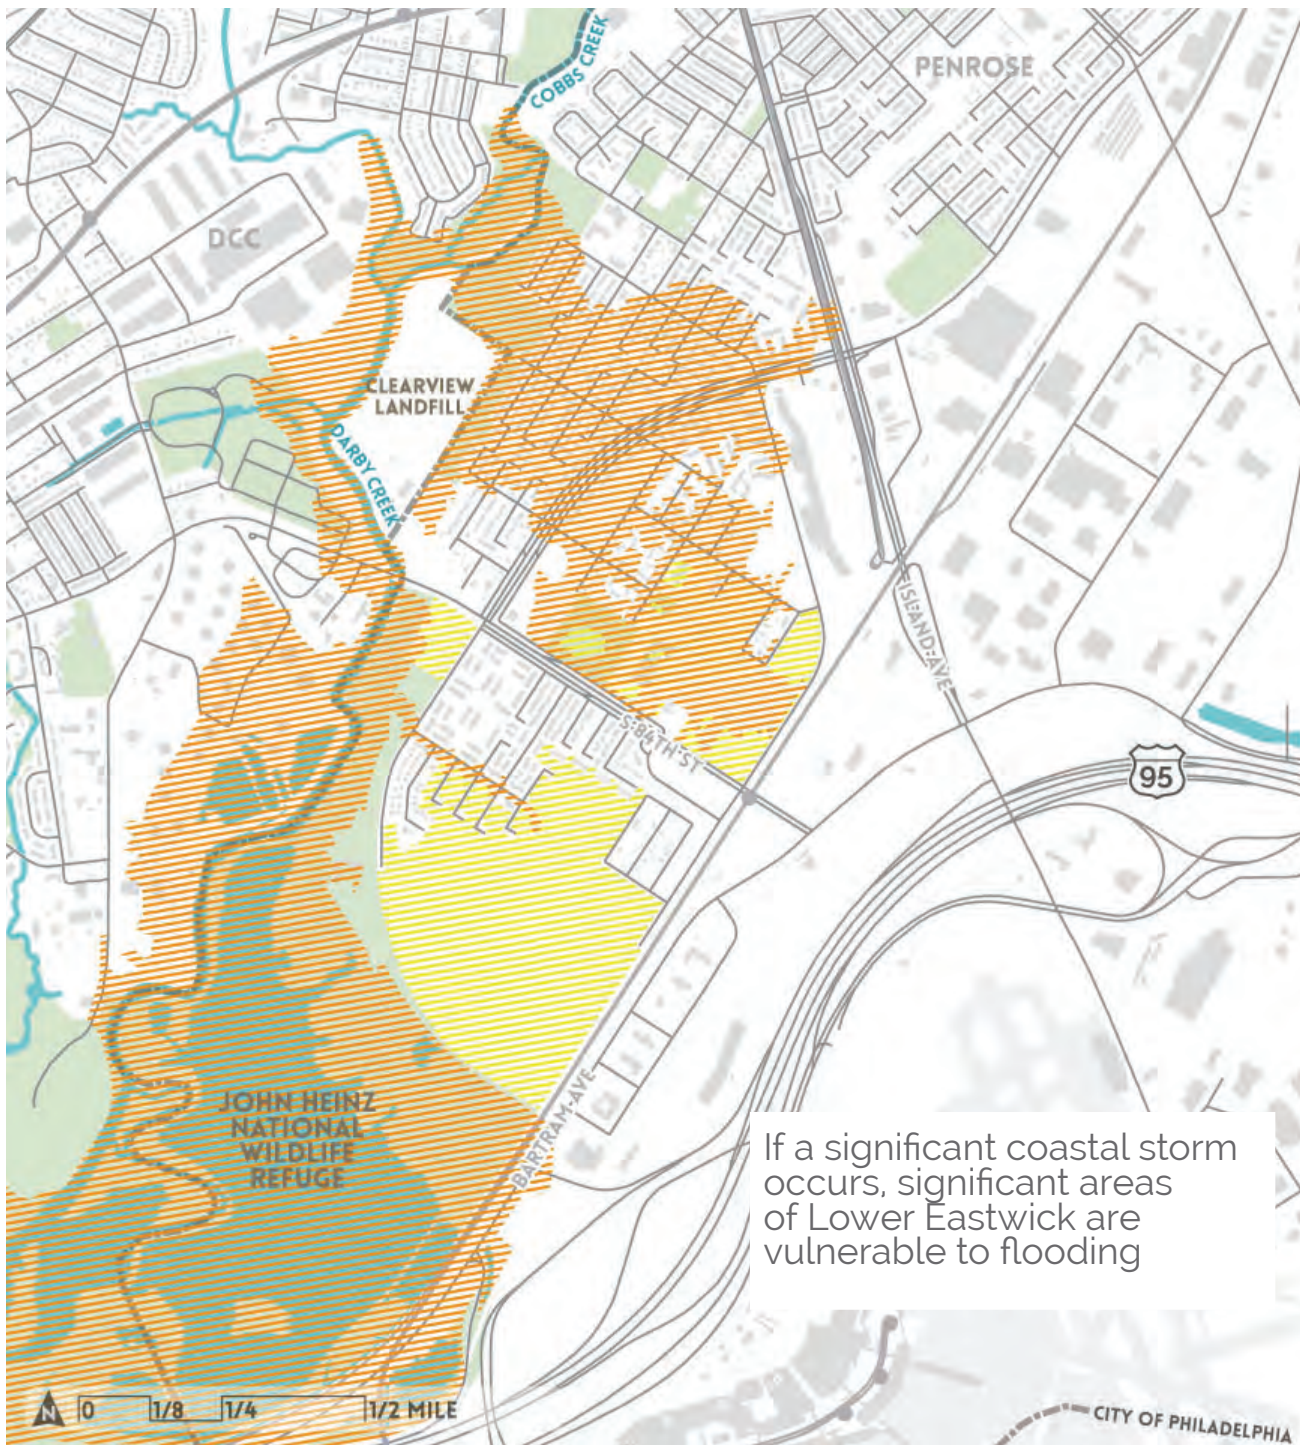 COBBS CREEK
PENROSE
DCC
CLEARVIEW
LANDFILL
DARBY CREEK
ISLAND AVE
S 84TH ST
95
JOHN HEINZ
NATIONAL
WILDLIFE
REFUGE
BARTRAM AVE
If a significant coastal storm
occurs, significant areas
of Lower Eastwick are
vulnerable to flooding
N 0 1/8 1/4 1/2 MILE
CITY OF PHILADELPHIA